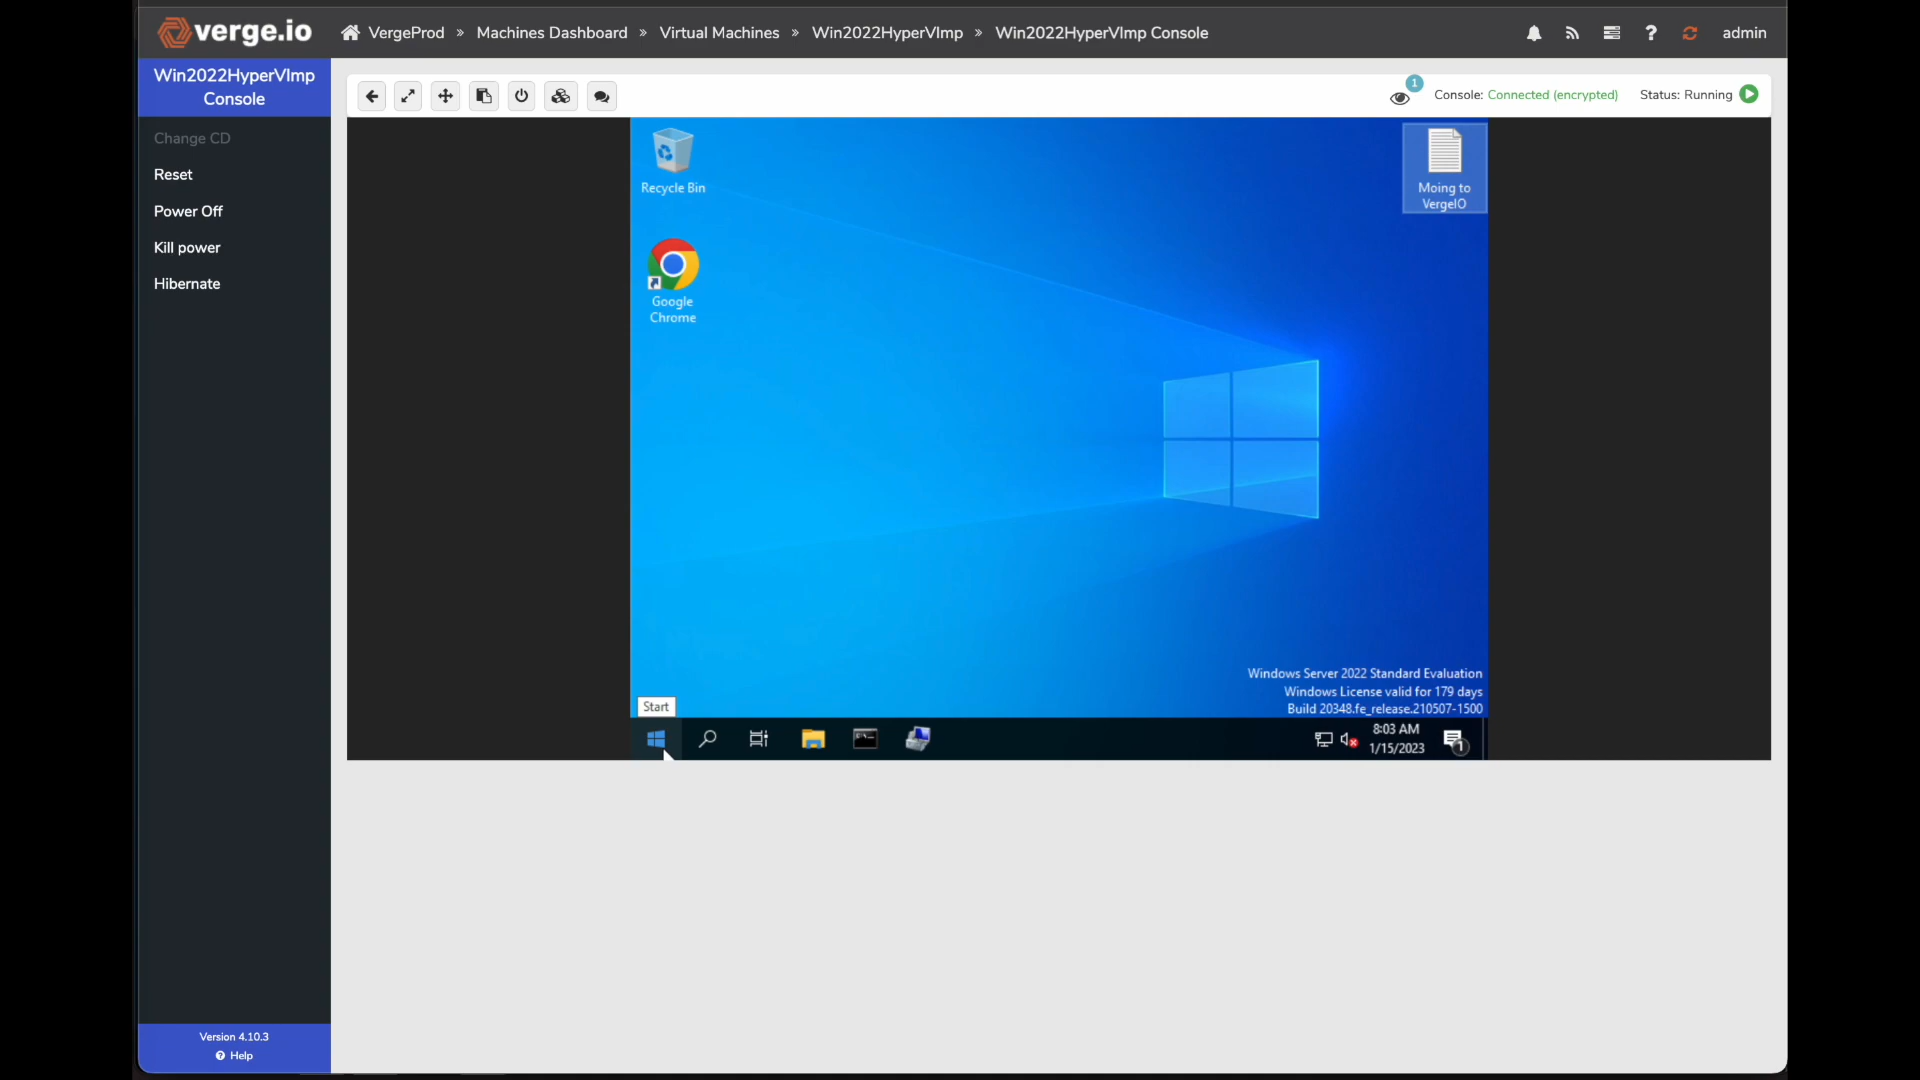 verge.io
VergeProd » Machines Dashboard » Virtual Machines » Win2022HyperVImp » Win2022HyperVImp Console
? admin
Win2022HyperVImp
Console
1
Console: Connected (encrypted) Status: Running
Change CD
Reset
Power Off
Kill power
Hibernate
Recycle Bin
Moing to
VergeIO
Google
Chrome
Windows Server 2022 Standard Evaluation
Windows License valid for 179 days
Build 20348.fe_release.210507-1500
Start
8:03 AM
1/15/2023
1
Version 4.10.3
Help